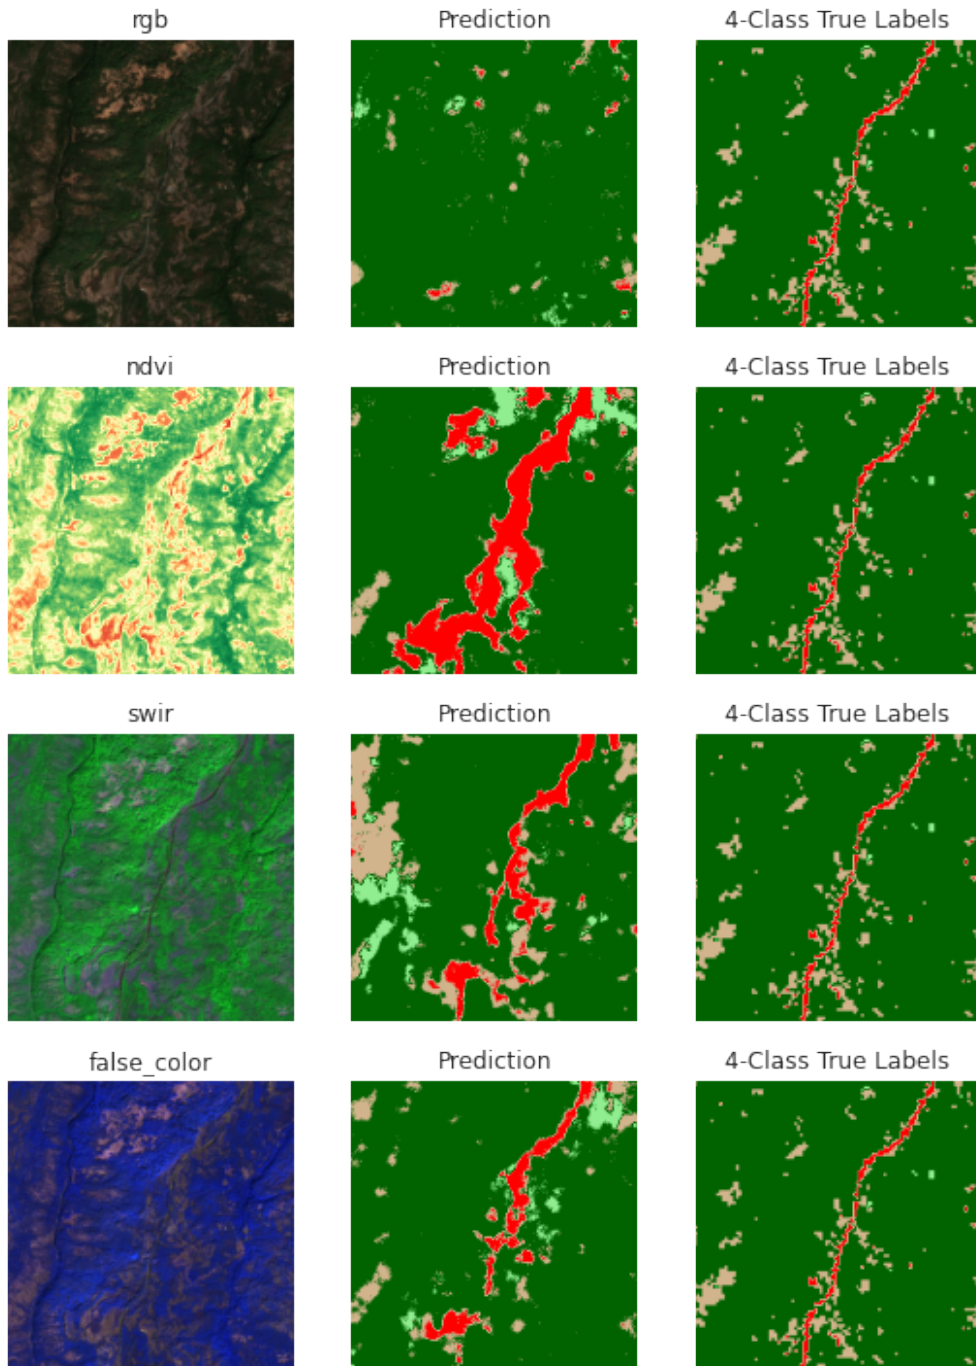 rgb
Prediction
4-Class True Labels
ndvi
Prediction
4-Class True Labels
swir
Prediction
4-Class True Labels
false_color
Prediction
4-Class True Labels